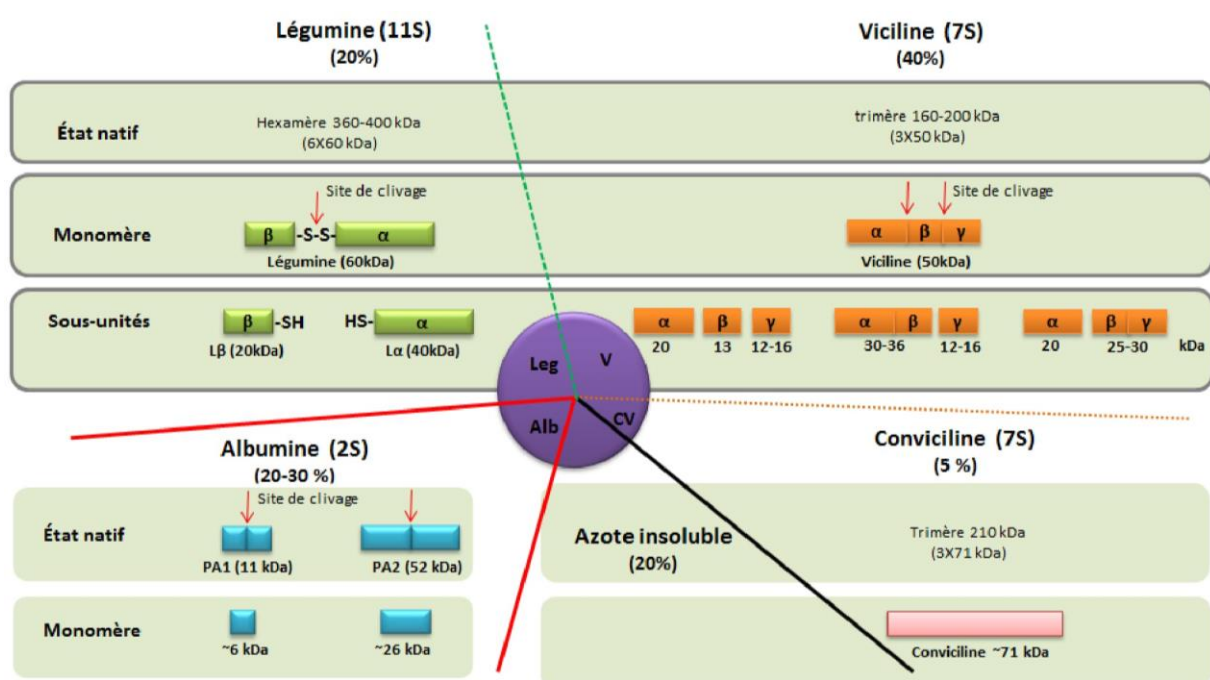 Légumine (11S)
(20%)
Viciline (7S)
(40%)
État natif
Hexamère 360-400 kDa
(6X60 kDa)
trimère 160-200 kDa
(3X50 kDa)
Monomère
Site de clivage
β -S-S- α
Légumine (60kDa)
Site de clivage
α β γ
Viciline (50kDa)
Sous-unités
β -SH
HS- α
Lβ (20kDa)
Lα (40kDa)
α β γ α β γ α β γ
20 13 12-16 30-36 12-16 20 25-30 kDa
Leg V
Alb CV
Albumine (2S)
(20-30 %)
Site de clivage
État natif
PA1 (11 kDa)
PA2 (52 kDa)
Monomère
~6 kDa
~26 kDa
Conviciline (7S)
(5 %)
Azote insoluble
(20%)
Trimère 210 kDa
(3X71 kDa)
Conviciline ~71 kDa